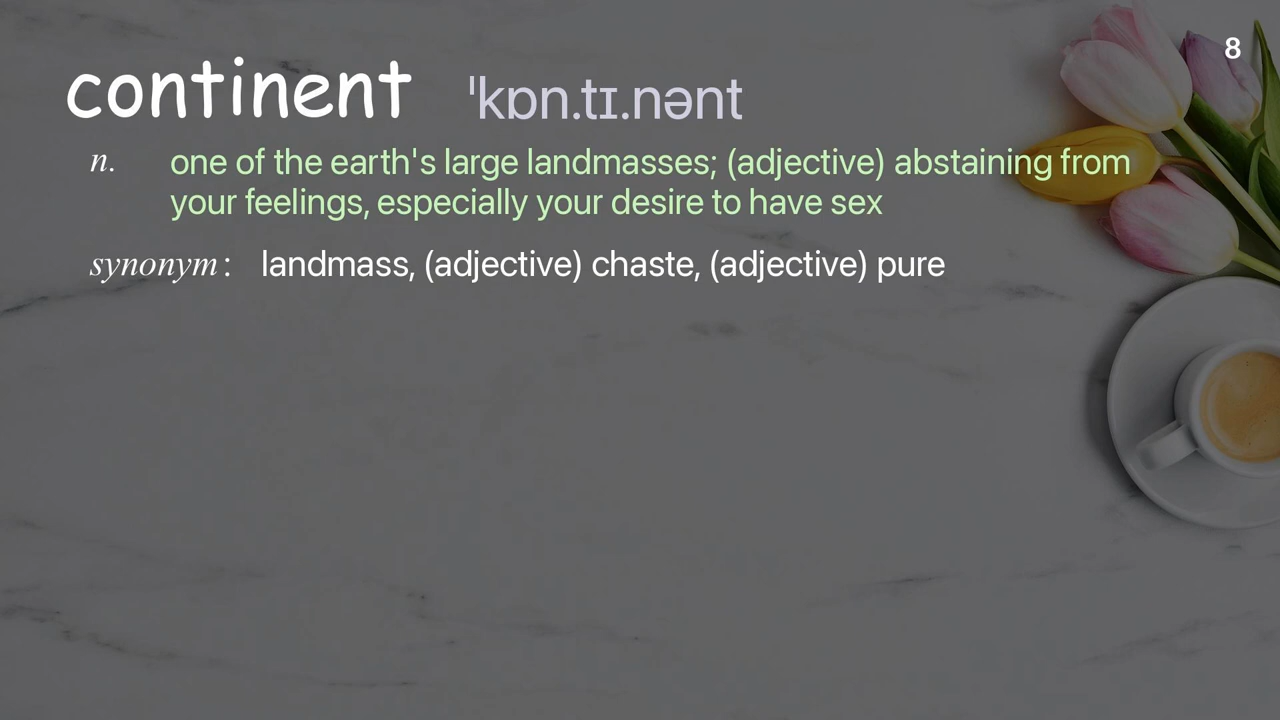 8
continent ˈkɒn.tɪ.nənt
n. one of the earth's large landmasses; (adjective) abstaining from
your feelings, especially your desire to have sex
synonym: landmass, (adjective) chaste, (adjective) pure